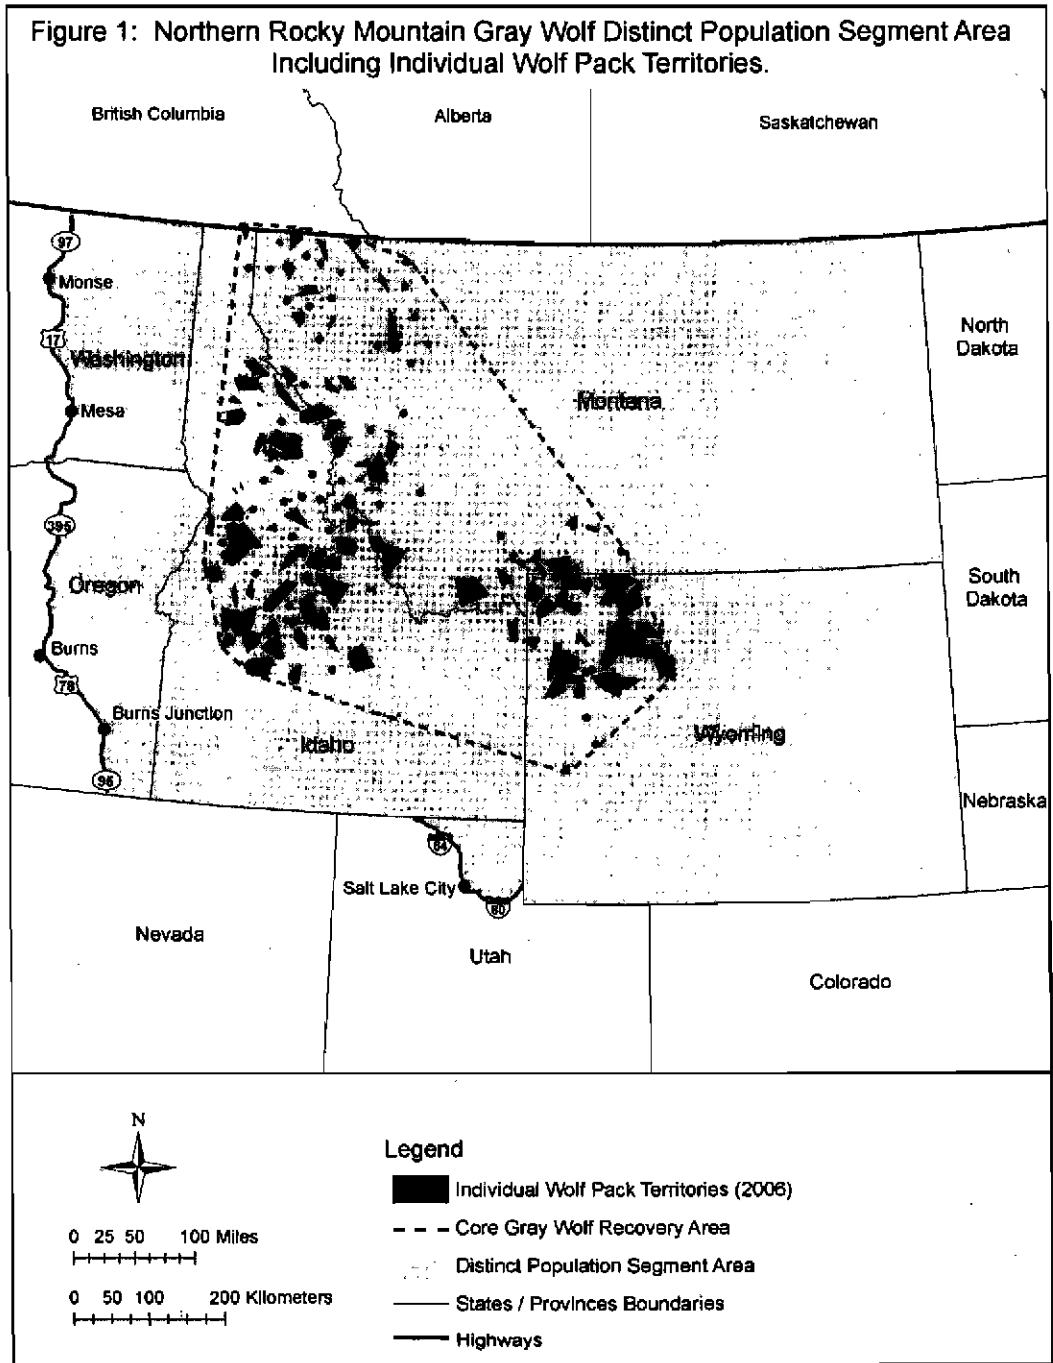 Figure 1: Northern Rocky Mountain Gray Wolf Distinct Population Segment Area
Including Individual Wolf Pack Territories.
British Columbia
Alberta
Saskatchewan
97
Monse
17
Washington
Mesa
North
Dakota
Montana
395
Oregon
South
Dakota
Burns
78
Burns Junction
Idaho
Wyoming
95
Nebraska
84
Salt Lake City
80
Nevada
Utah
Colorado
N
Legend
Individual Wolf Pack Territories (2006)
Core Gray Wolf Recovery Area
0 25 50 100 Miles
Distinct Population Segment Area
0 50 100 200 Kilometers
States / Provinces Boundaries
Highways